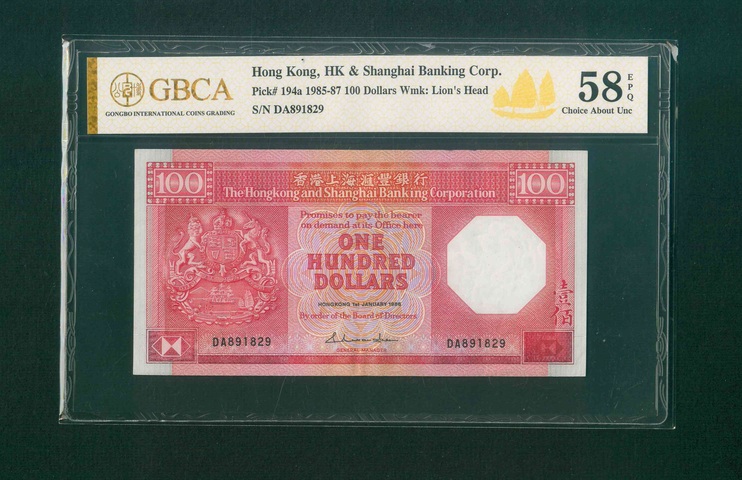 GBCA
GONGBO INTERNATIONAL COINS GRADING
Hong Kong, HK & Shanghai Banking Corp.
Pick# 194a 1985-87 100 Dollars Wmk: Lion's Head
S/N DA891829
58 EPQ
Choice About Unc
100
香港上海滙豐銀行
100
The Hongkong and Shanghai Banking Corporation
Promises to pay the bearer
on demand at its Office here
ONE
HUNDRED
DOLLARS
HONGKONG 1st JANUARY 1986
By order of the Board of Directors
壹佰
DA891829
DA891829
GENERAL MANAGER